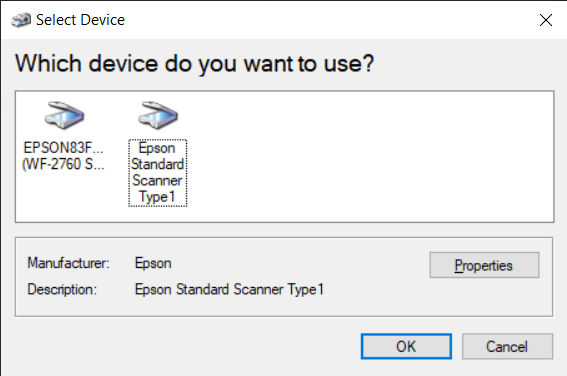 Select Device
Which device do you want to use?
EPSON83F...
(WF-2760 S...
Epson
Standard
Scanner
Type1
Manufacturer: Epson
Properties
Description: Epson Standard Scanner Type1
OK Cancel